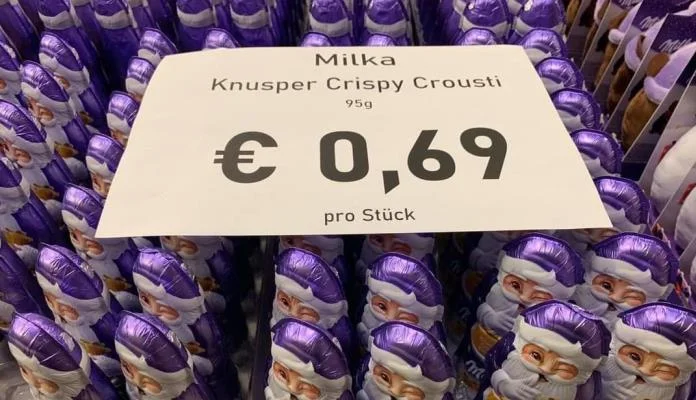 Milka
Knusper Crispy Crousti
95g
€ 0,69
pro Stück